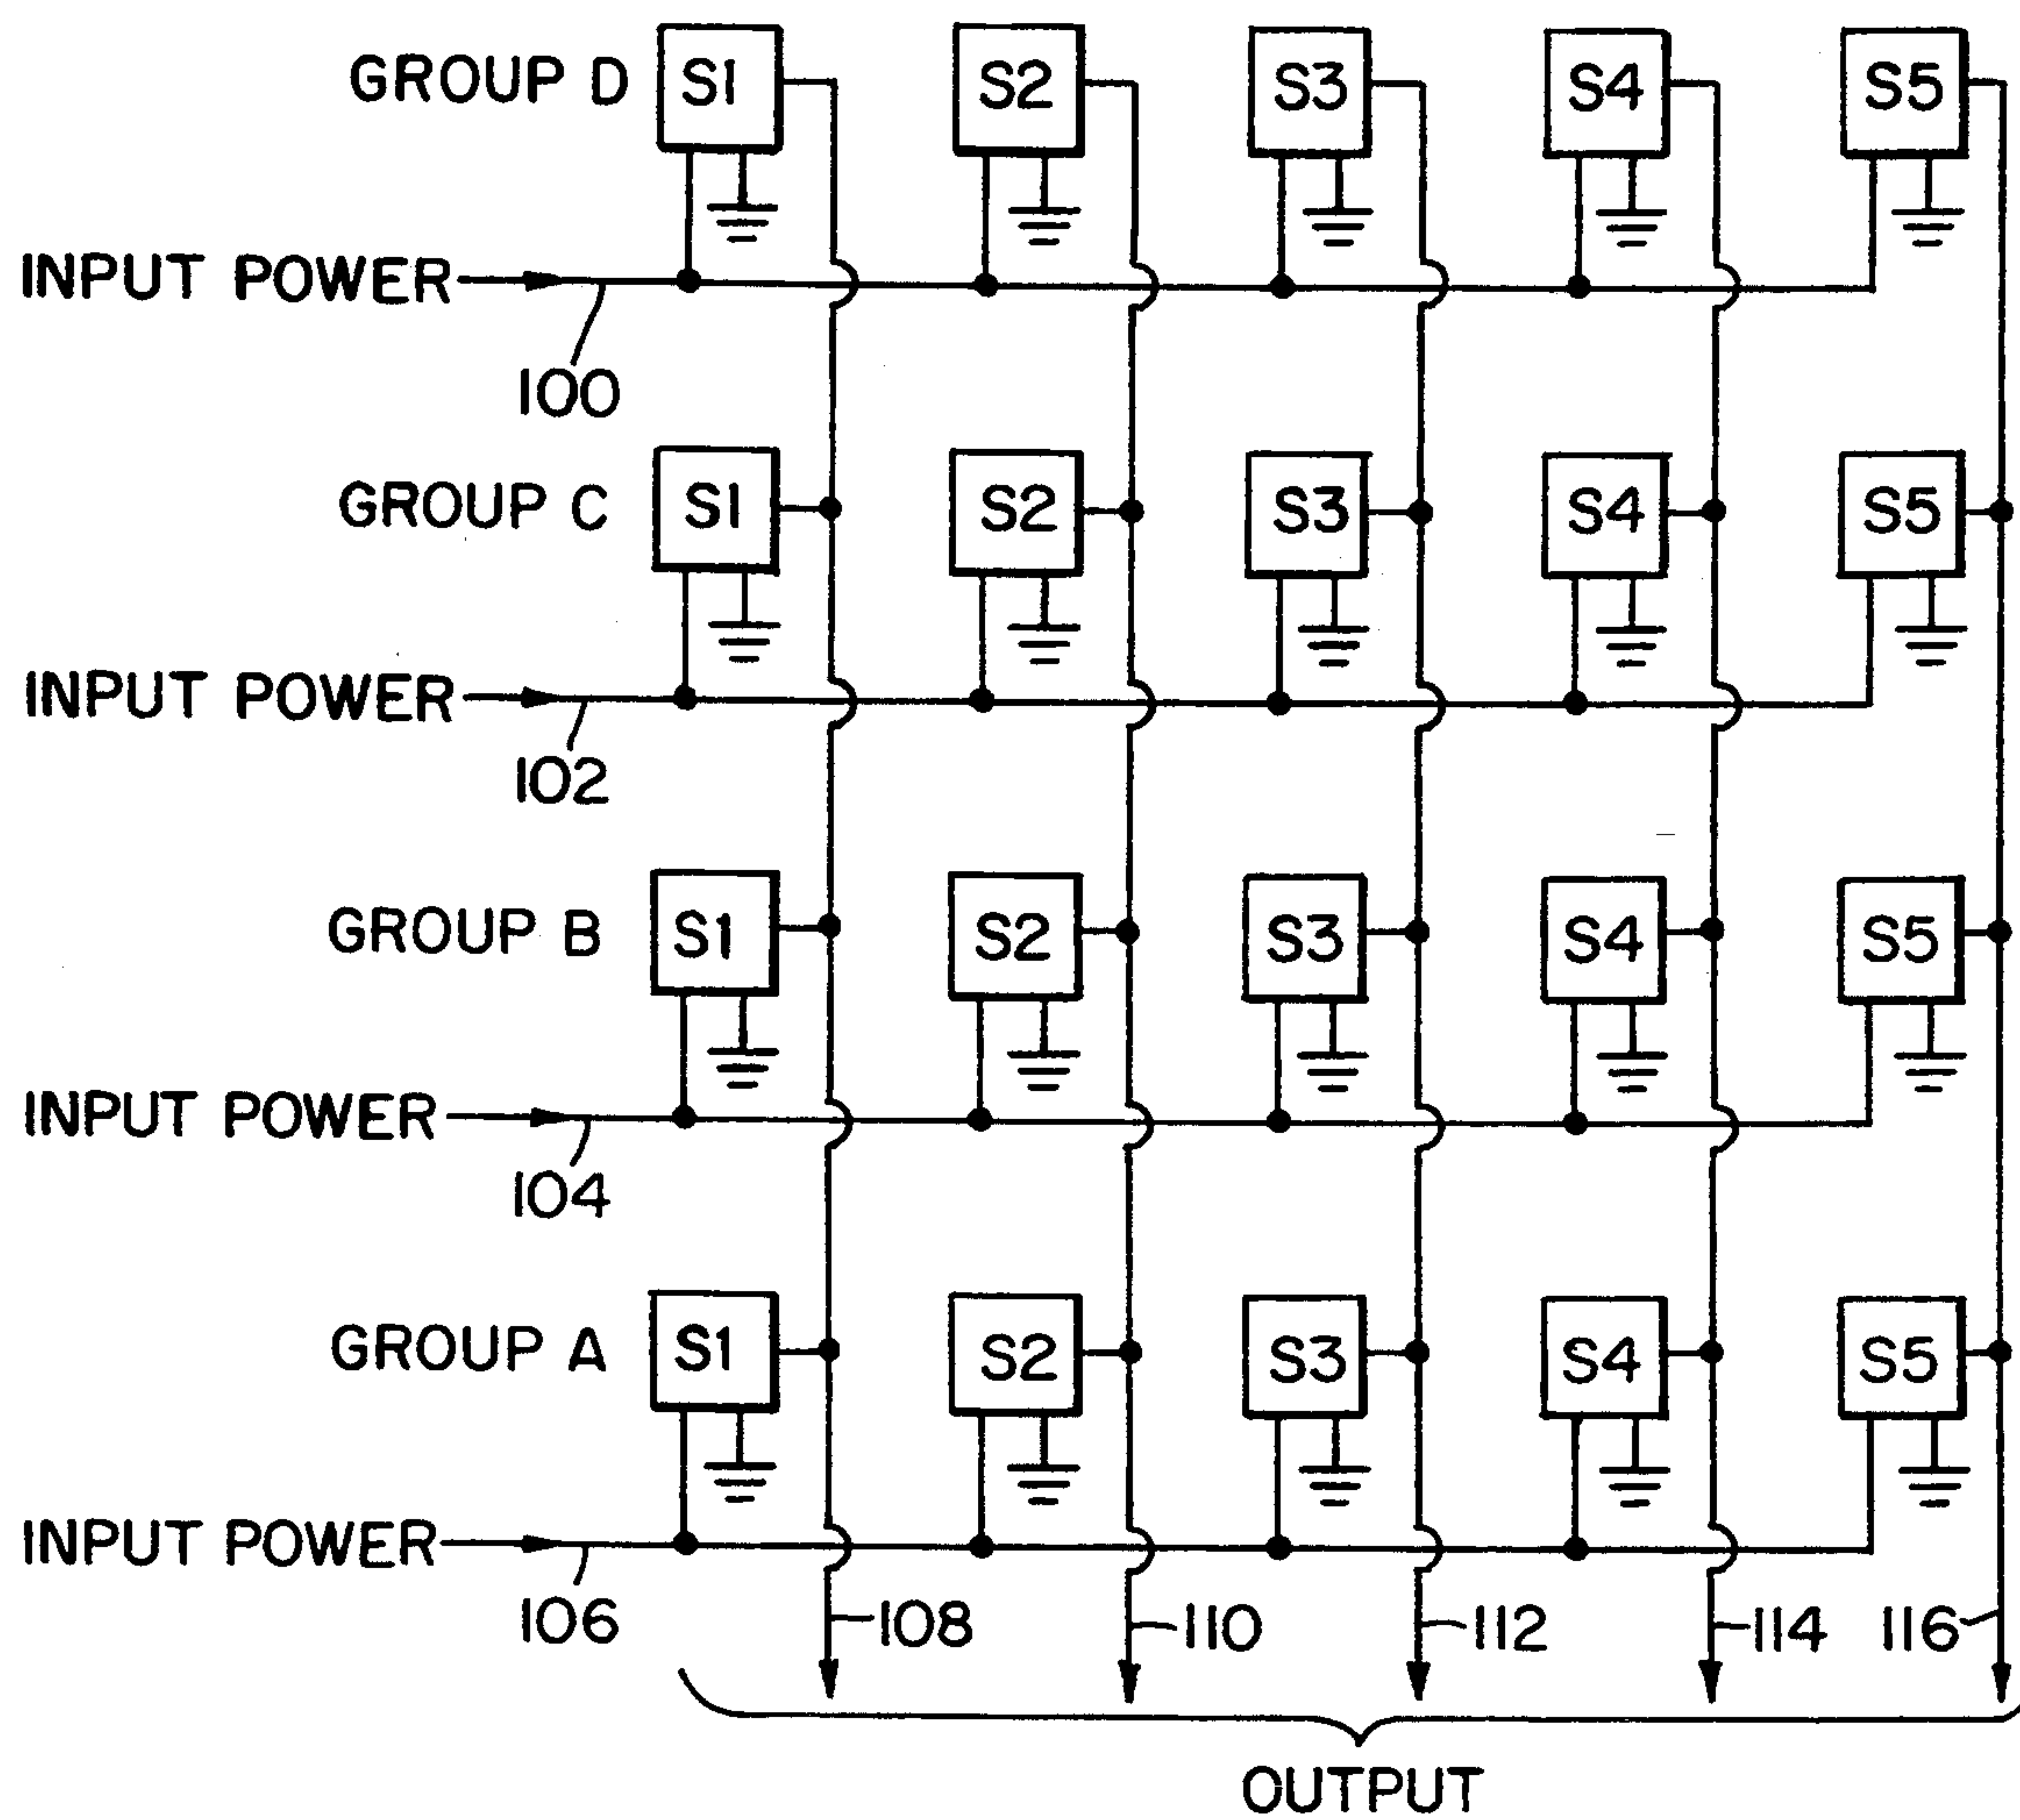 GROUP D S1 S2 S3 S4 S5
INPUT POWER
100
GROUP C S1 S2 S3 S4 S5
INPUT POWER
102
GROUP B S1 S2 S3 S4 S5
INPUT POWER
104
GROUP A S1 S2 S3 S4 S5
INPUT POWER
106 108 110 112 114 116
OUTPUT